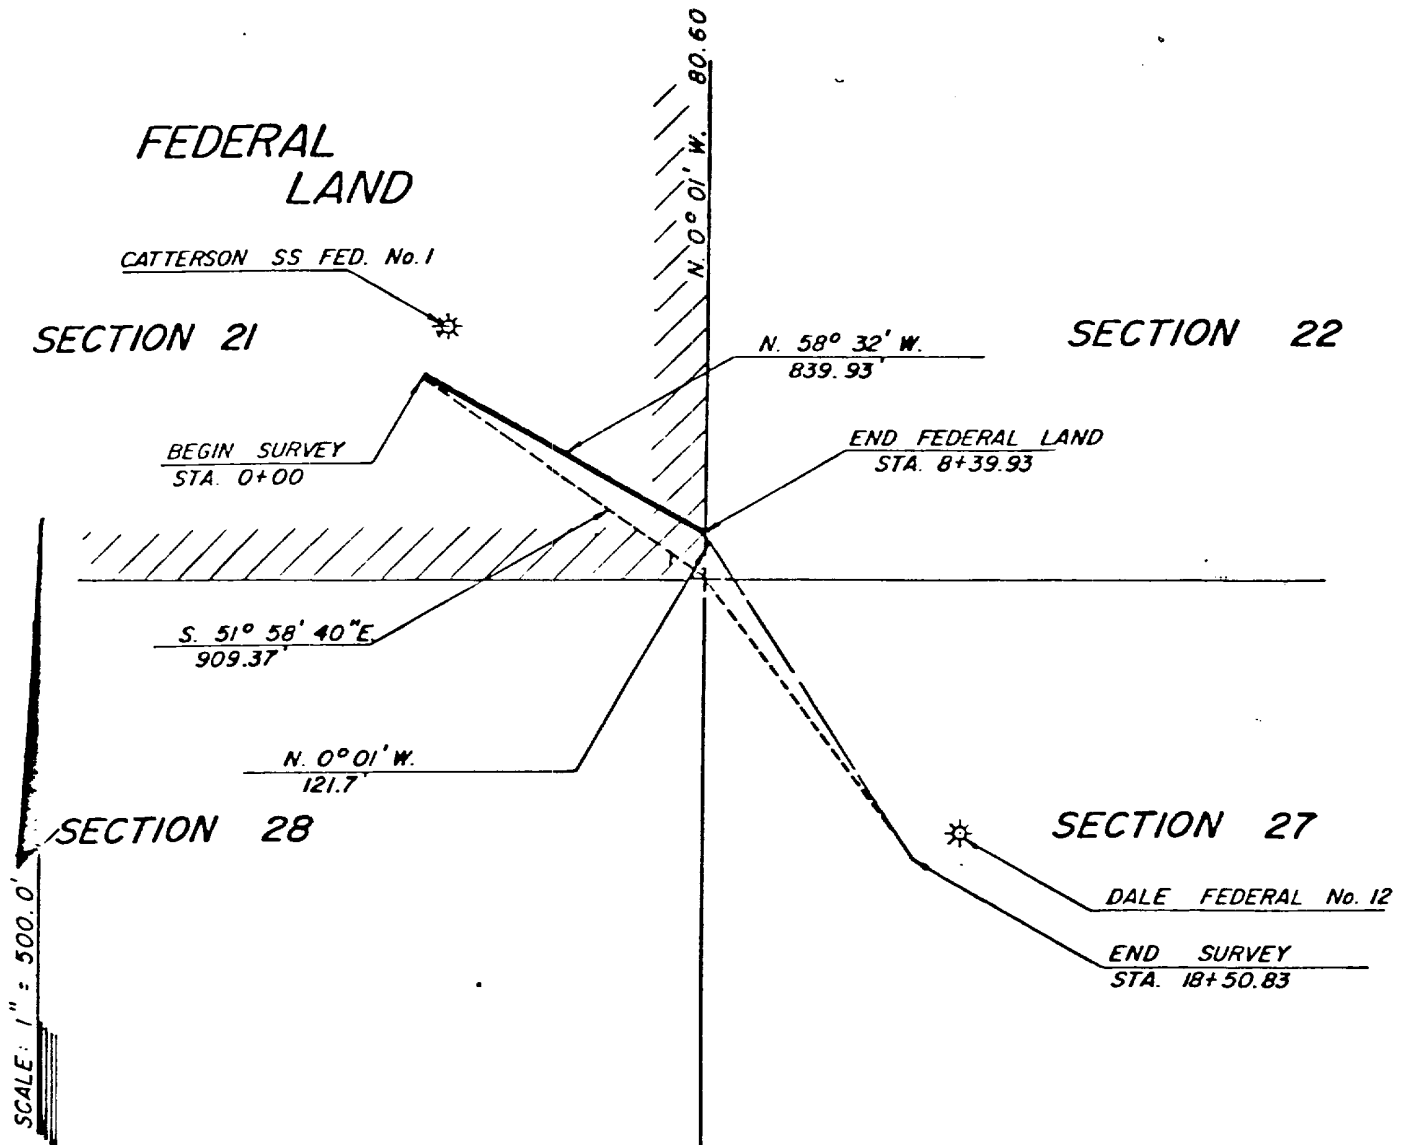 80.60
N. 0° 01' W.
FEDERAL
LAND
CATTERSON SS FED. No. 1
SECTION 21
SECTION 22
N. 58° 32' W.
839.93'
BEGIN SURVEY
STA. 0+00
END FEDERAL LAND
STA. 8+39.93
S. 51° 58' 40" E.
909.37'
N. 0° 01' W.
121.7'
SECTION 28
SECTION 27
DALE FEDERAL No. 12
END SURVEY
STA. 18+50.83
SCALE: 1" = 500.0'